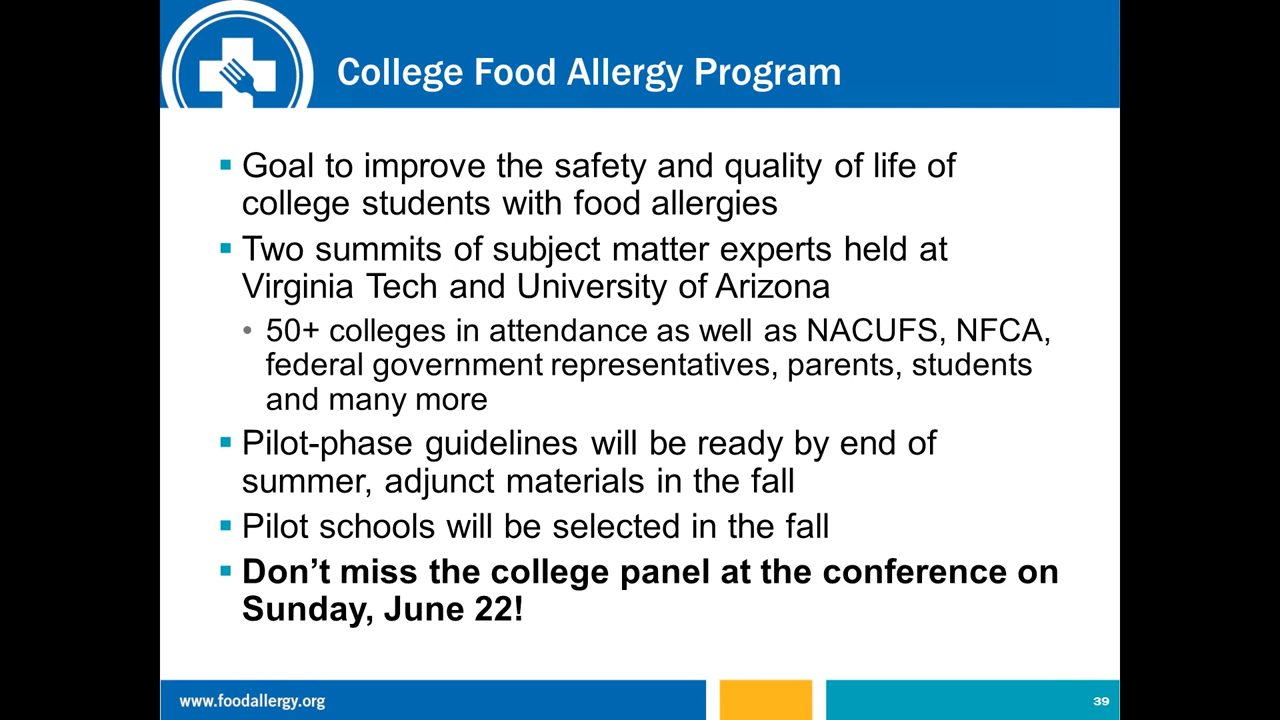 College Food Allergy Program
▪ Goal to improve the safety and quality of life of
college students with food allergies
▪ Two summits of subject matter experts held at
Virginia Tech and University of Arizona
• 50+ colleges in attendance as well as NACUFS, NFCA,
federal government representatives, parents, students
and many more
▪ Pilot-phase guidelines will be ready by end of
summer, adjunct materials in the fall
▪ Pilot schools will be selected in the fall
▪ Don’t miss the college panel at the conference on
Sunday, June 22!
www.foodallergy.org
39